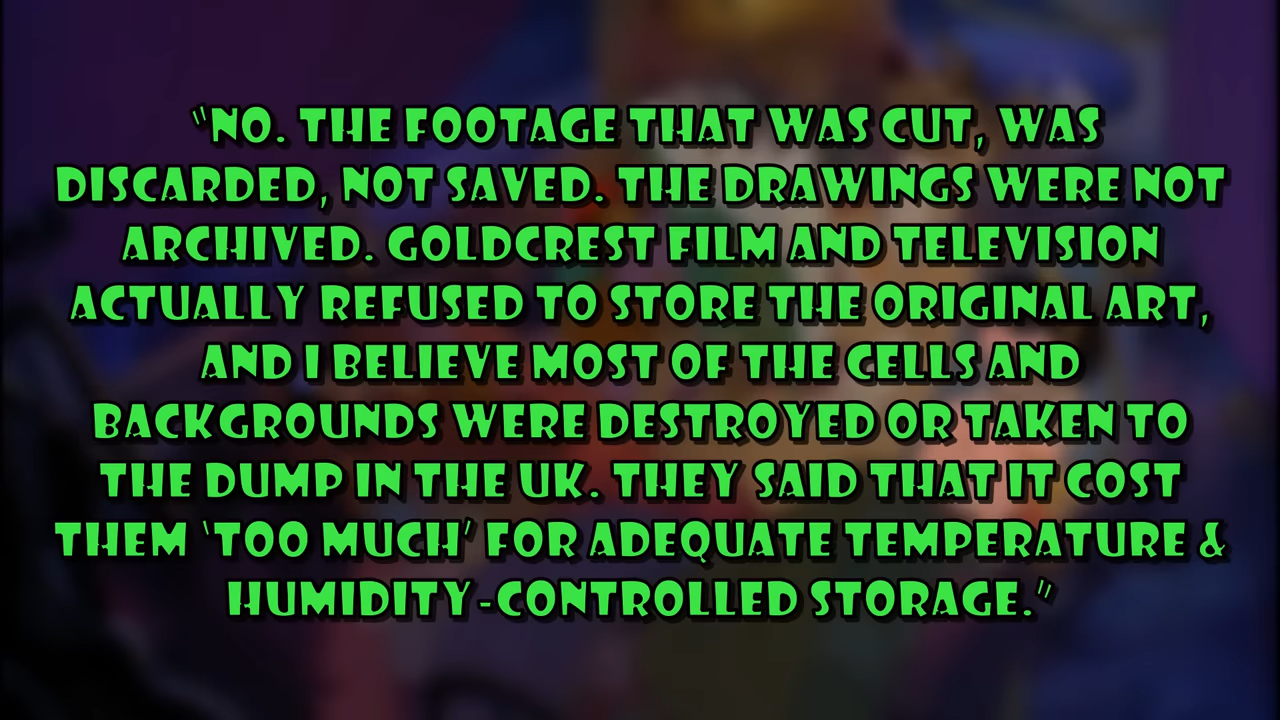 "NO. THE FOOTAGE THAT WAS CUT, WAS
DISCARDED, NOT SAVED. THE DRAWINGS WERE NOT
ARCHIVED. GOLDCREST FILM AND TELEVISION
ACTUALLY REFUSED TO STORE THE ORIGINAL ART,
AND I BELIEVE MOST OF THE CELLS AND
BACKGROUNDS WERE DESTROYED OR TAKEN TO
THE DUMP IN THE UK. THEY SAID THAT IT COST
THEM 'TOO MUCH' FOR ADEQUATE TEMPERATURE &
HUMIDITY-CONTROLLED STORAGE."